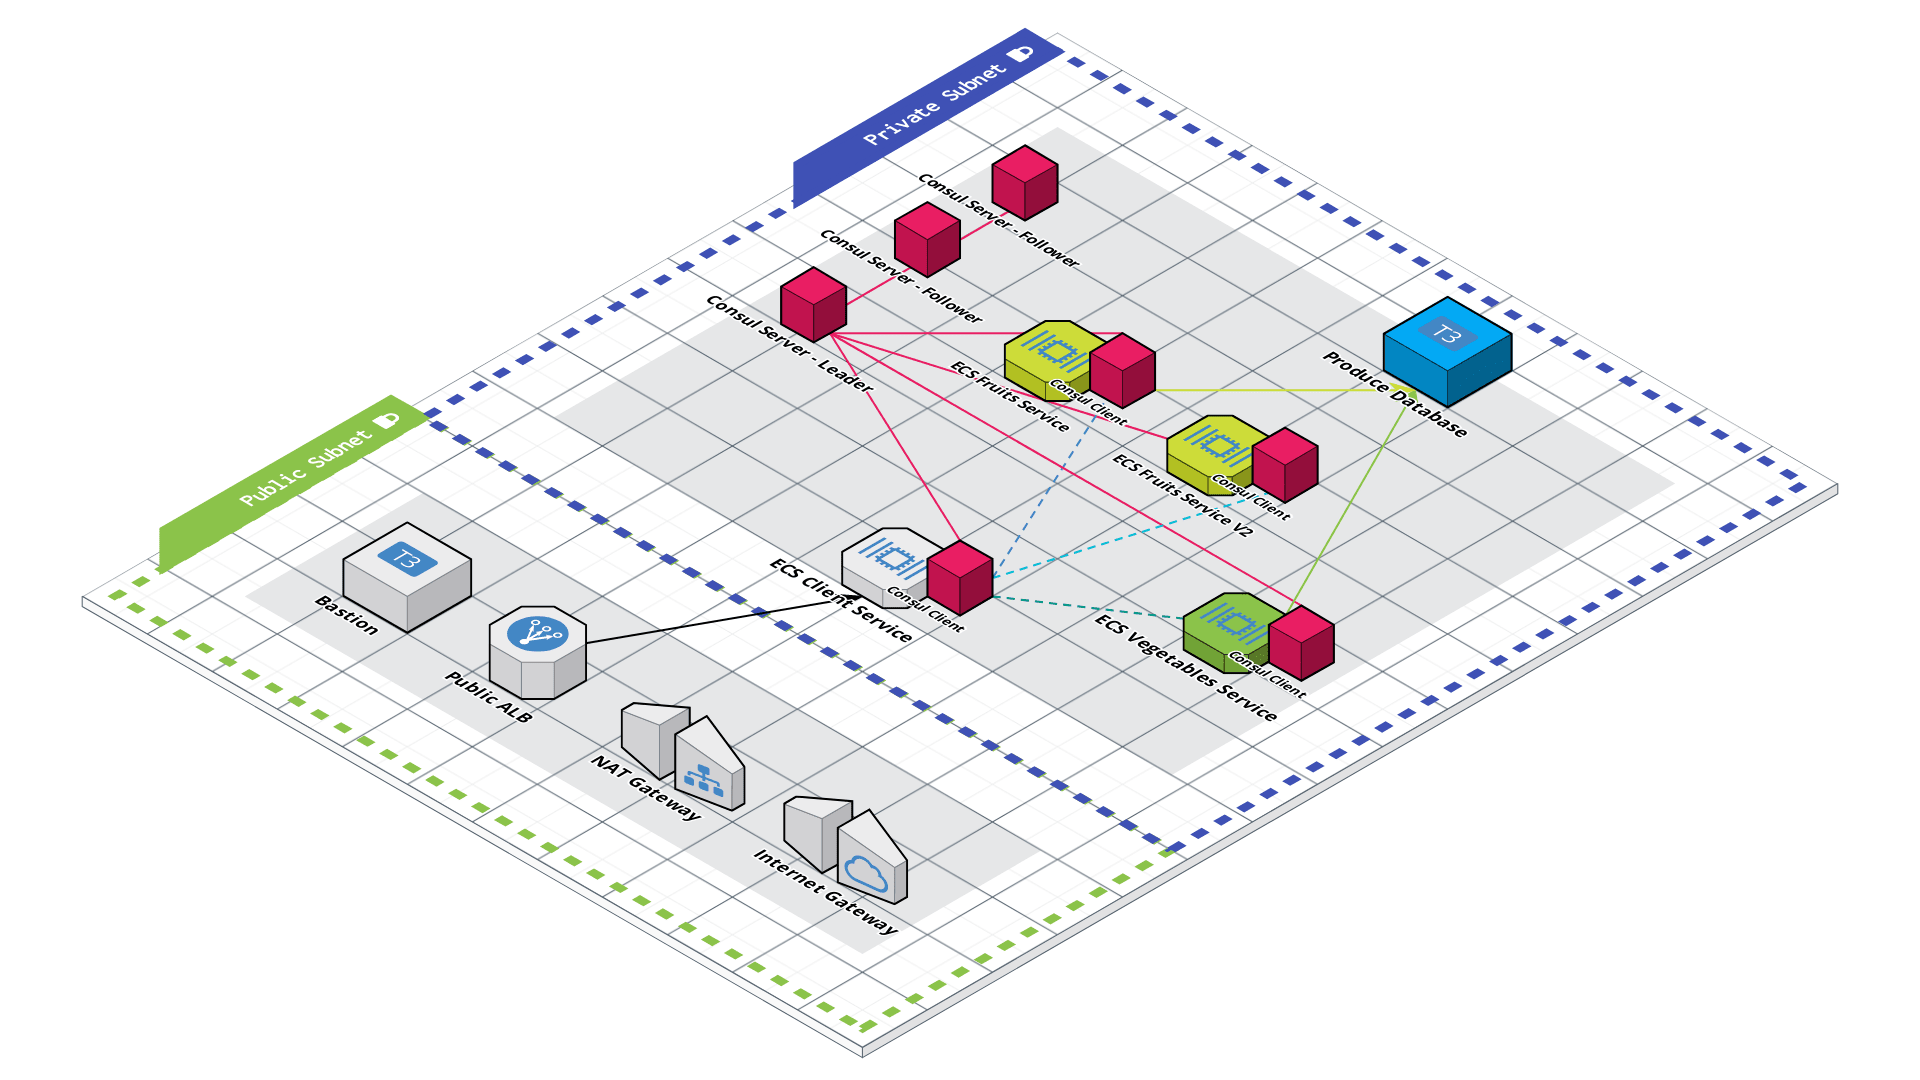 Private Subnet
Consul Server - Follower
Consul Server - Follower
Consul Server - Leader
T3
Produce Database
ECS Fruits Service
Consul Client
ECS Fruits Service V2
Consul Client
Public Subnet
T3
Bastion
ECS Client Service
Consul Client
ECS Vegetables Service
Consul Client
Public ALB
NAT Gateway
Internet Gateway